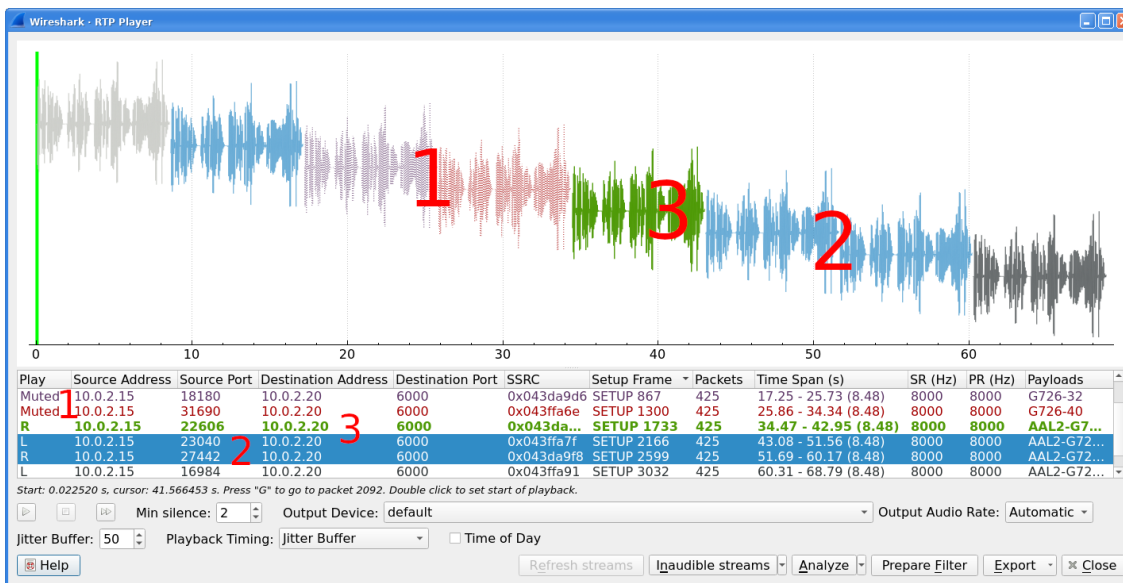 Wireshark · RTP Player
1
3
2
0 10 20 30 40 50 60
Play Source Address Source Port Destination Address Destination Port SSRC Setup Frame Packets Time Span (s) SR (Hz) PR (Hz) Payloads
Muted 10.0.2.15 18180 10.0.2.20 6000 0x043da9d6 SETUP 867 425 17.25 - 25.73 (8.48) 8000 8000 G726-32
1
Muted 10.0.2.15 31690 10.0.2.20 6000 0x043ffa6e SETUP 1300 425 25.86 - 34.34 (8.48) 8000 8000 G726-40
R 10.0.2.15 22606 10.0.2.20 6000 0x043da... SETUP 1733 425 34.47 - 42.95 (8.48) 8000 8000 AAL2-G7...
3
L 10.0.2.15 23040 10.0.2.20 6000 0x043ffa7f SETUP 2166 425 43.08 - 51.56 (8.48) 8000 8000 AAL2-G72...
2
R 10.0.2.15 27442 10.0.2.20 6000 0x043da9f8 SETUP 2599 425 51.69 - 60.17 (8.48) 8000 8000 AAL2-G72...
L 10.0.2.15 16984 10.0.2.20 6000 0x043ffa91 SETUP 3032 425 60.31 - 68.79 (8.48) 8000 8000 AAL2-G72...
Start: 0.022520 s, cursor: 41.566453 s. Press "G" to go to packet 2092. Double click to set start of playback.
Min silence: 2 Output Device: default Output Audio Rate: Automatic
Jitter Buffer: 50 Playback Timing: Jitter Buffer Time of Day
Help Refresh streams Inaudible streams Analyze Prepare Filter Export Close